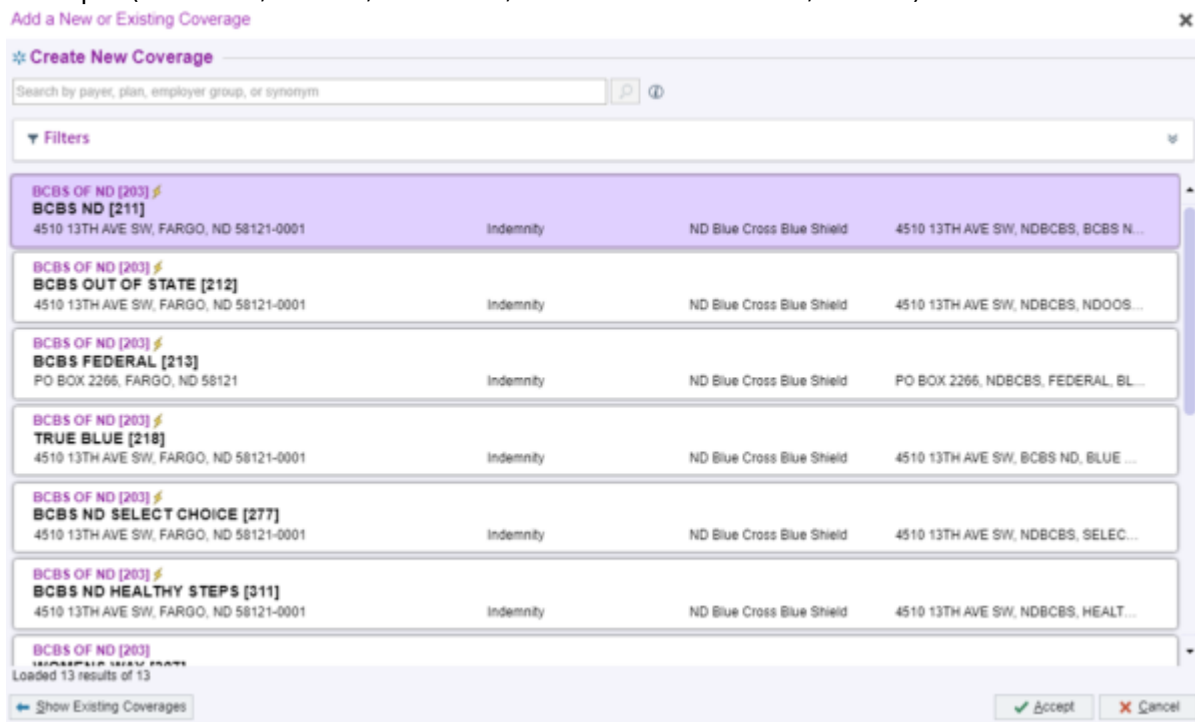 Add a New or Existing Coverage
Create New Coverage
Search by payer, plan, employer group, or synonym
Filters
BCBS OF ND [203]
BCBS ND [211]
4510 13TH AVE SW, FARGO, ND 58121-0001 Indemnity ND Blue Cross Blue Shield 4510 13TH AVE SW, NDBCBS, BCBS N...
BCBS OF ND [203]
BCBS OUT OF STATE [212]
4510 13TH AVE SW, FARGO, ND 58121-0001 Indemnity ND Blue Cross Blue Shield 4510 13TH AVE SW, NDBCBS, NDOOS...
BCBS OF ND [203]
BCBS FEDERAL [213]
PO BOX 2266, FARGO, ND 58121 Indemnity ND Blue Cross Blue Shield PO BOX 2266, NDBCBS, FEDERAL, BL...
BCBS OF ND [203]
TRUE BLUE [218]
4510 13TH AVE SW, FARGO, ND 58121-0001 Indemnity ND Blue Cross Blue Shield 4510 13TH AVE SW, BCBS ND, BLUE ...
BCBS OF ND [203]
BCBS ND SELECT CHOICE [277]
4510 13TH AVE SW, FARGO, ND 58121-0001 Indemnity ND Blue Cross Blue Shield 4510 13TH AVE SW, NDBCBS, SELEC...
BCBS OF ND [203]
BCBS ND HEALTHY STEPS [311]
4510 13TH AVE SW, FARGO, ND 58121-0001 Indemnity ND Blue Cross Blue Shield 4510 13TH AVE SW, NDBCBS, HEALT...
BCBS OF ND [203]
WOMENS WAY
Loaded 13 results of 13
Show Existing Coverages Accept Cancel